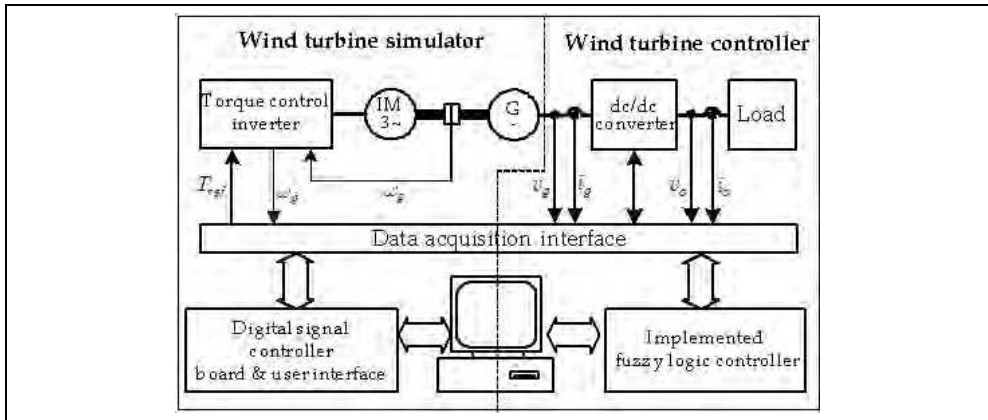 Wind turbine simulator
Wind turbine controller
Torque control
inverter
IM
3~
G
~
dc/dc
converter
Load
T_ref
ω_g
ω_g
v_g
i_g
v_o
i_o
Data acquisition interface
Digital signal
controller
board & user interface
Implemented
fuzzy logic controller